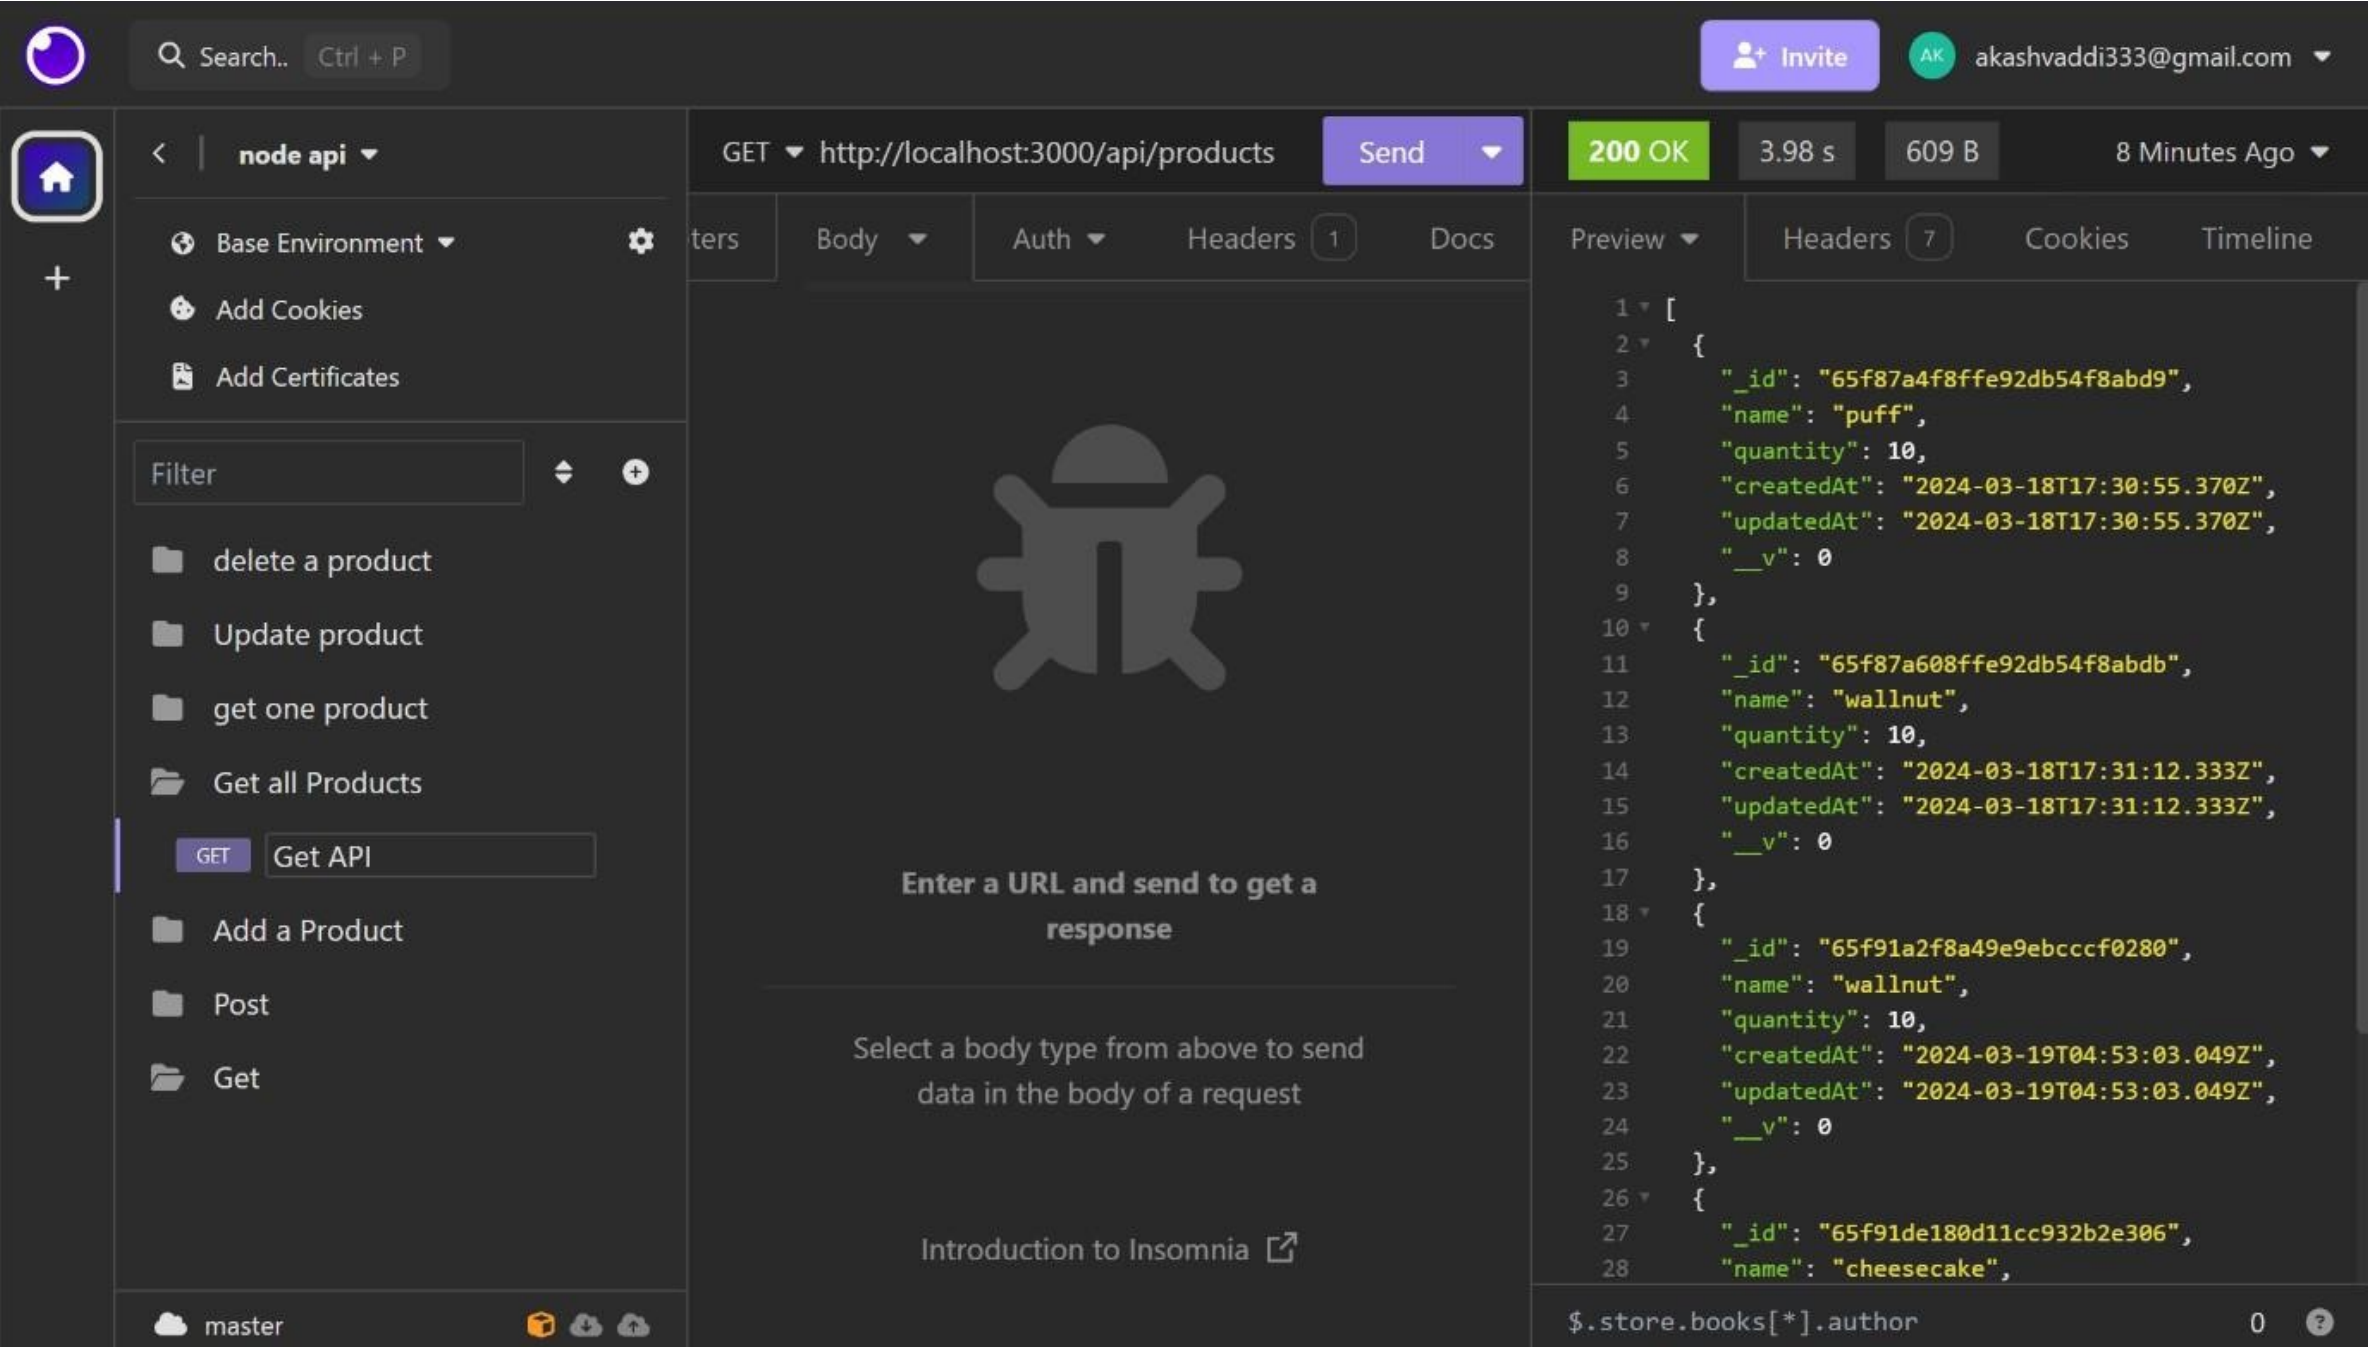 Search.. Ctrl + P
Invite
AK akashvaddi333@gmail.com
node api
Base Environment
Add Cookies
Add Certificates
Filter
delete a product
Update product
get one product
Get all Products
GET Get API
Add a Product
Post
Get
master
GET http://localhost:3000/api/products Send
ters Body Auth Headers 1 Docs
Enter a URL and send to get a
response
Select a body type from above to send
data in the body of a request
Introduction to Insomnia
200 OK 3.98 s 609 B 8 Minutes Ago
Preview Headers 7 Cookies Timeline
1 [
2 {
3 "_id": "65f87a4f8ffe92db54f8abd9",
4 "name": "puff",
5 "quantity": 10,
6 "createdAt": "2024-03-18T17:30:55.370Z",
7 "updatedAt": "2024-03-18T17:30:55.370Z",
8 "__v": 0
9 },
10 {
11 "_id": "65f87a608ffe92db54f8abdb",
12 "name": "wallnut",
13 "quantity": 10,
14 "createdAt": "2024-03-18T17:31:12.333Z",
15 "updatedAt": "2024-03-18T17:31:12.333Z",
16 "__v": 0
17 },
18 {
19 "_id": "65f91a2f8a49e9ebcccf0280",
20 "name": "wallnut",
21 "quantity": 10,
22 "createdAt": "2024-03-19T04:53:03.049Z",
23 "updatedAt": "2024-03-19T04:53:03.049Z",
24 "__v": 0
25 },
26 {
27 "_id": "65f91de180d11cc932b2e306",
28 "name": "cheesecake",
$.store.books[*].author 0 ?